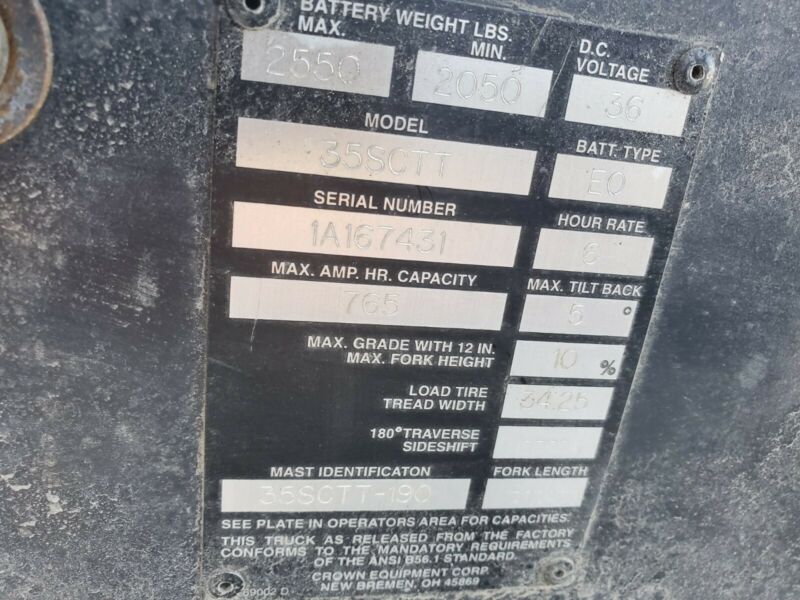 BATTERY WEIGHT LBS.
MAX. MIN. D.C. VOLTAGE
2550 2050 36
MODEL BATT. TYPE
35SCTT EO
SERIAL NUMBER HOUR RATE
1A167431 6
MAX. AMP. HR. CAPACITY MAX. TILT BACK
765 5 °
MAX. GRADE WITH 12 IN.
MAX. FORK HEIGHT 10 %
LOAD TIRE
TREAD WIDTH 34.25
180° TRAVERSE
SIDESHIFT
MAST IDENTIFICATON FORK LENGTH
35SCTT-190
SEE PLATE IN OPERATORS AREA FOR CAPACITIES.
THIS TRUCK AS RELEASED FROM THE FACTORY
CONFORMS TO THE MANDATORY REQUIREMENTS
OF THE ANSI B56.1 STANDARD.
CROWN EQUIPMENT CORP.
NEW BREMEN, OH 45869
69002 D